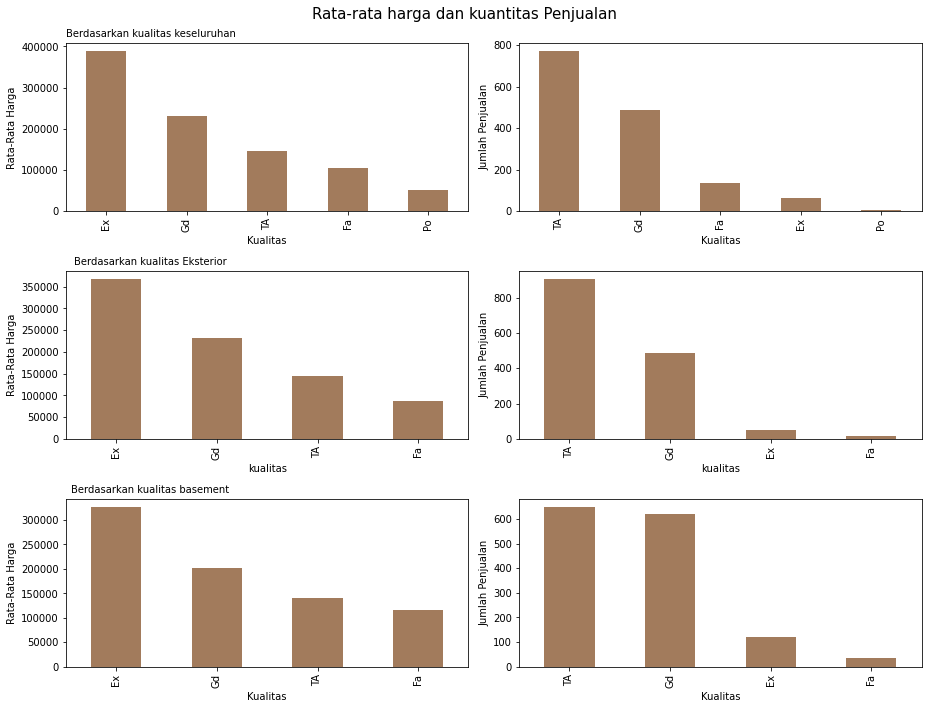 Rata-rata harga dan kuantitas Penjualan
Berdasarkan kualitas keseluruhan
Rata-Rata Harga
400000
300000
200000
100000
0
Ex Gd TA Fa Po
Kualitas
Jumlah Penjualan
800
600
400
200
0
TA Gd Fa Ex Po
Kualitas
Berdasarkan kualitas Eksterior
Rata-Rata Harga
350000
300000
250000
200000
150000
100000
50000
0
Ex Gd TA Fa
kualitas
Jumlah Penjualan
800
600
400
200
0
TA Gd Ex Fa
kualitas
Berdasarkan kualitas basement
Rata-Rata Harga
300000
250000
200000
150000
100000
50000
0
Ex Gd TA Fa
Kualitas
Jumlah Penjualan
600
500
400
300
200
100
0
TA Gd Ex Fa
Kualitas